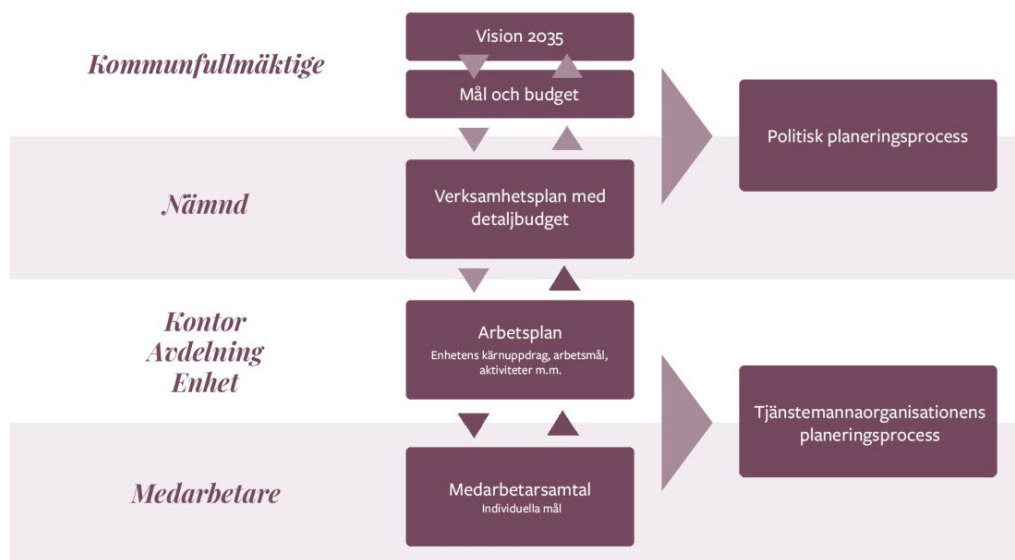 Kommunfullmäktige
Vision 2035
Mål och budget
Politisk planeringsprocess
Nämnd
Verksamhetsplan med
detaljbudget
Kontor
Avdelning
Enhet
Arbetsplan
Enhetens kärnuppdrag, arbetsmål,
aktiviteter m.m.
Tjänstemannaorganisationens
planeringsprocess
Medarbetare
Medarbetarsamtal
Individuella mål